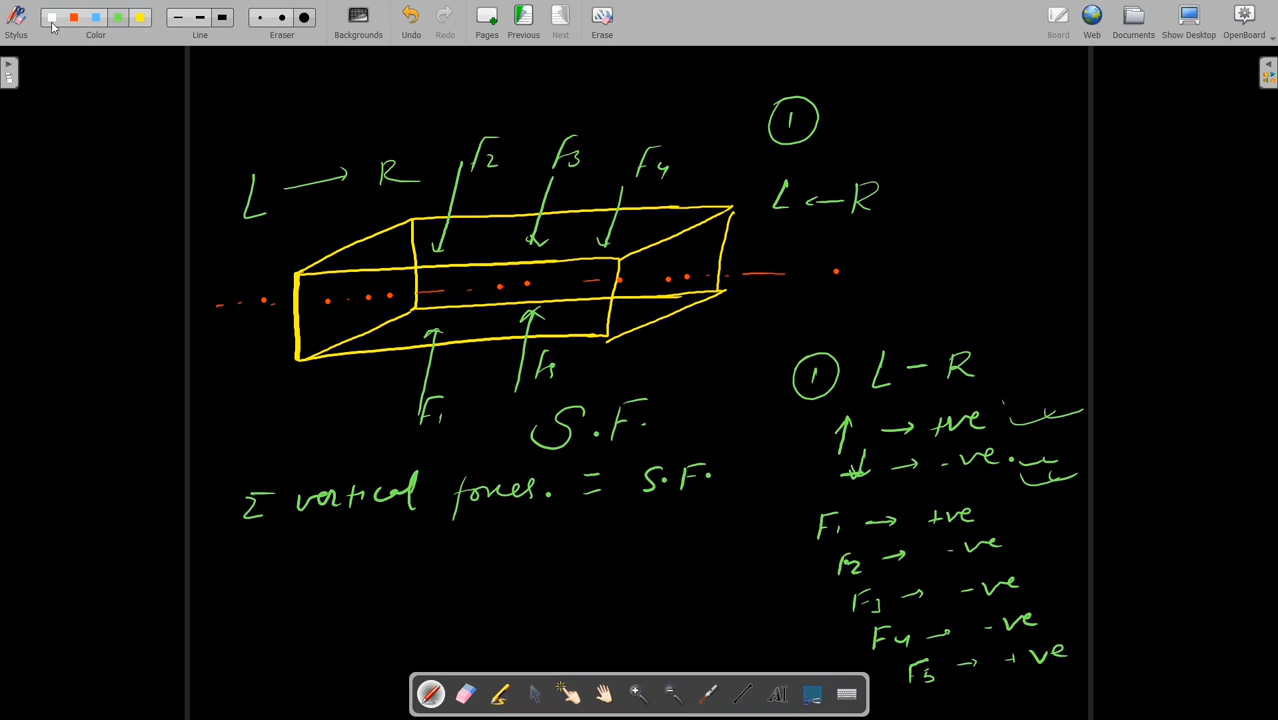 Stylus
Color
Line
Eraser
Backgrounds
Undo
Redo
Pages
Previous
Next
Erase
Board
Web
Documents
Show Desktop
OpenBoard
1
L → R
F2
F3
F4
L ← R
F1
F5
S.F.
Σ vertical forces. = S.F.
1 L - R
↑ → +ve
↓ → -ve.
F1 → +ve
F2 → -ve
F3 → -ve
F4 → -ve
F5 → +ve
AI